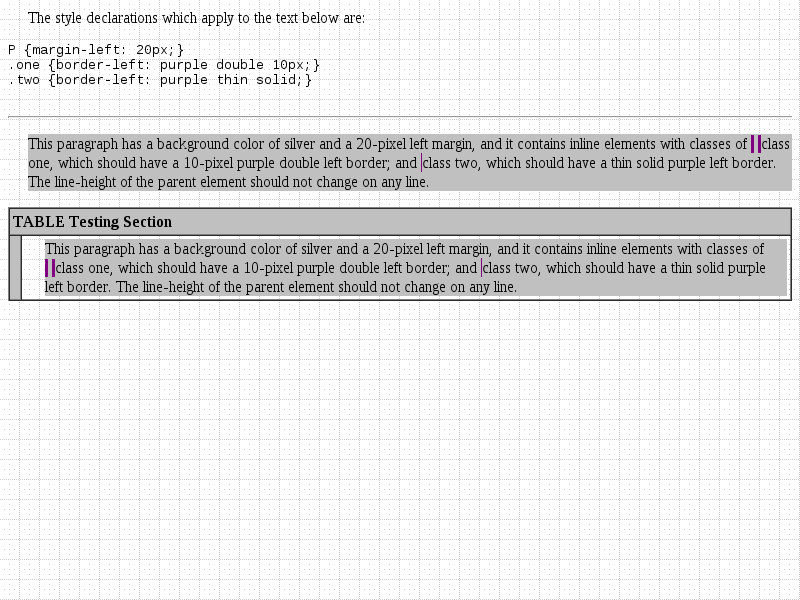 The style declarations which apply to the text below are:
P {margin-left: 20px;}
.one {border-left: purple double 10px;}
.two {border-left: purple thin solid;}
This paragraph has a background color of silver and a 20-pixel left margin, and it contains inline elements with classes of class
one, which should have a 10-pixel purple double left border; and class two, which should have a thin solid purple left border.
The line-height of the parent element should not change on any line.
TABLE Testing Section
This paragraph has a background color of silver and a 20-pixel left margin, and it contains inline elements with classes of
class one, which should have a 10-pixel purple double left border; and class two, which should have a thin solid purple
left border. The line-height of the parent element should not change on any line.